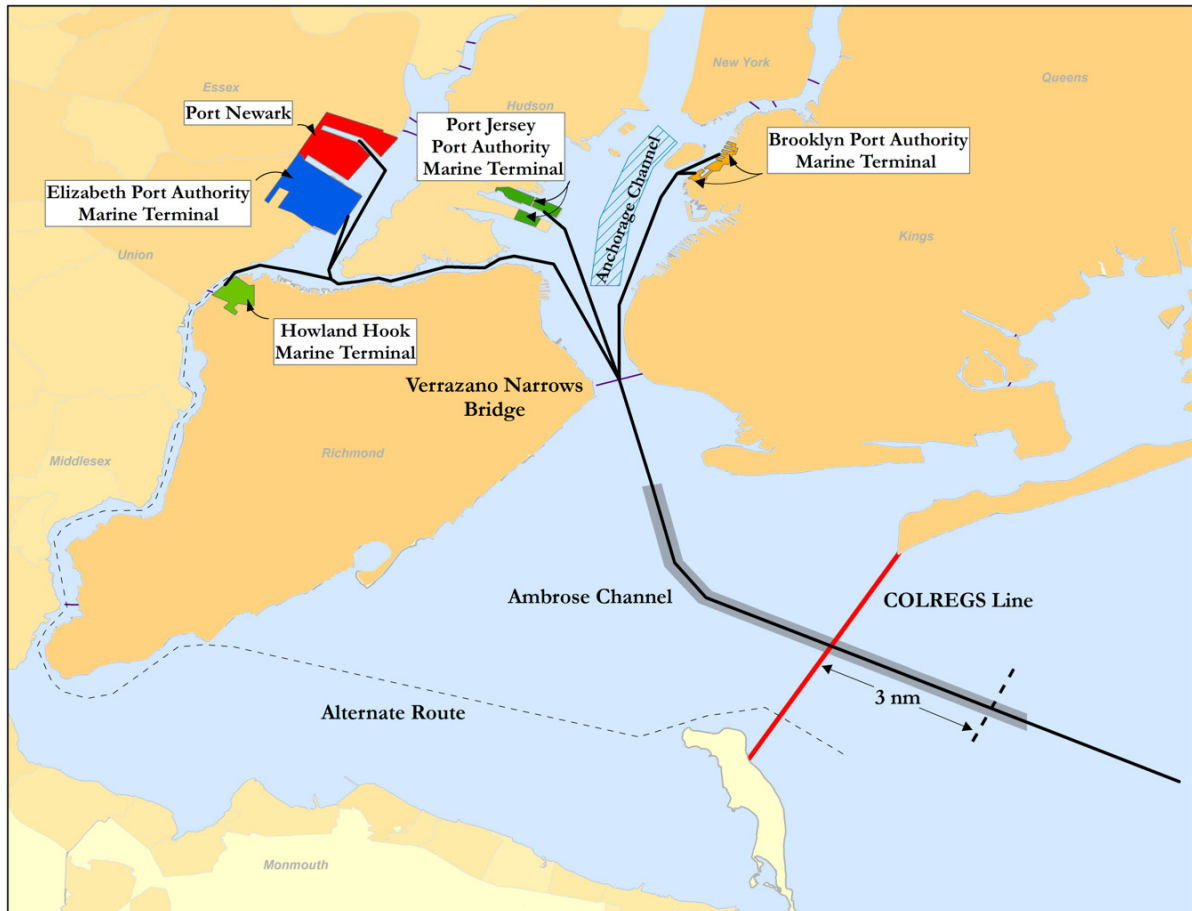 Essex
New York
Queens
Port Newark
Hudson
Port Jersey
Port Authority
Marine Terminal
Anchorage Channel
Brooklyn Port Authority
Marine Terminal
Elizabeth Port Authority
Marine Terminal
Union
Kings
Howland Hook
Marine Terminal
Verrazano Narrows
Bridge
Richmond
Middlesex
Ambrose Channel
COLREGS Line
3 nm
Alternate Route
Monmouth